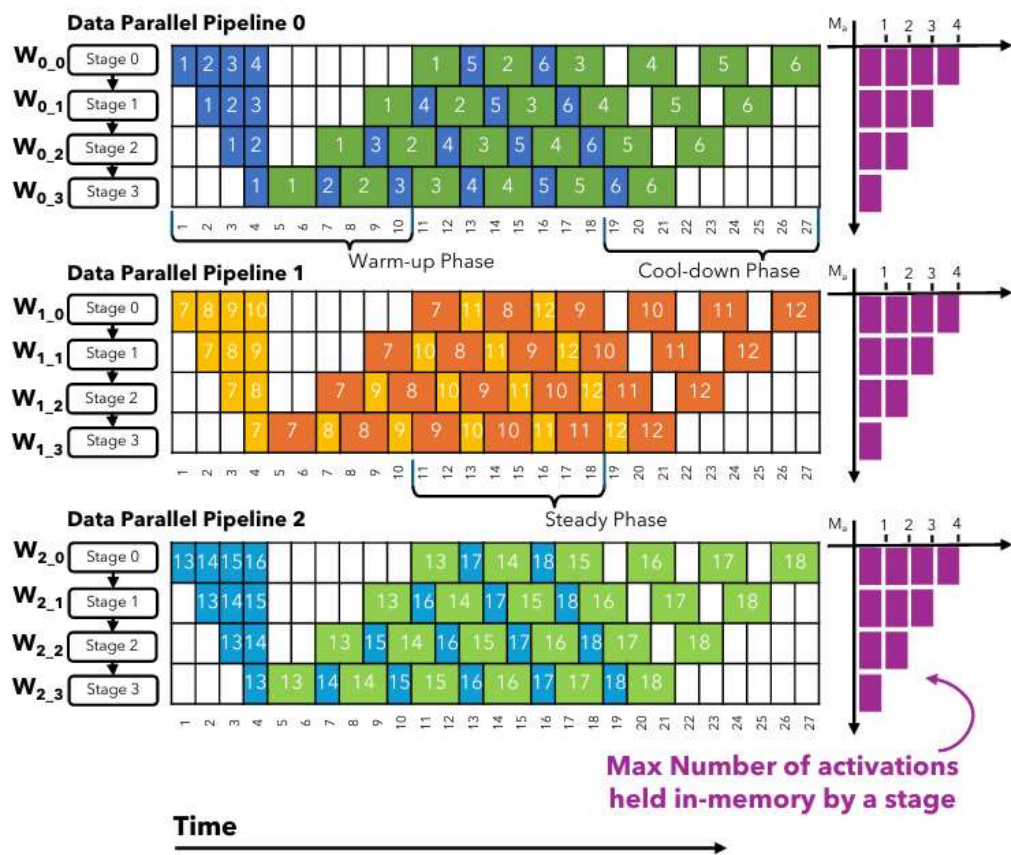 Data Parallel Pipeline 0
Mₐ 1 2 3 4
W₀_₀ Stage 0 1 2 3 4 1 5 2 6 3 4 5 6
W₀_₁ Stage 1 1 2 3 1 4 2 5 3 6 4 5 6
W₀_₂ Stage 2 1 2 1 3 2 4 3 5 4 6 5 6
W₀_₃ Stage 3 1 1 2 2 3 3 4 4 5 5 6 6
1 2 3 4 5 6 7 8 9 10 11 12 13 14 15 16 17 18 19 20 21 22 23 24 25 26 27
Warm-up Phase Cool-down Phase
Data Parallel Pipeline 1
Mₐ 1 2 3 4
W₁_₀ Stage 0 7 8 9 10 7 11 8 12 9 10 11 12
W₁_₁ Stage 1 7 8 9 7 10 8 11 9 12 10 11 12
W₁_₂ Stage 2 7 8 7 9 8 10 9 11 10 12 11 12
W₁_₃ Stage 3 7 7 8 8 9 9 10 10 11 11 12 12
1 2 3 4 5 6 7 8 9 10 11 12 13 14 15 16 17 18 19 20 21 22 23 24 25 26 27
Steady Phase
Data Parallel Pipeline 2
Mₐ 1 2 3 4
W₂_₀ Stage 0 13 14 15 16 13 17 14 18 15 16 17 18
W₂_₁ Stage 1 13 14 15 13 16 14 17 15 18 16 17 18
W₂_₂ Stage 2 13 14 13 15 14 16 15 17 16 18 17 18
W₂_₃ Stage 3 13 13 14 14 15 15 16 16 17 17 18 18
1 2 3 4 5 6 7 8 9 10 11 12 13 14 15 16 17 18 19 20 21 22 23 24 25 26 27
Max Number of activations
held in-memory by a stage
Time